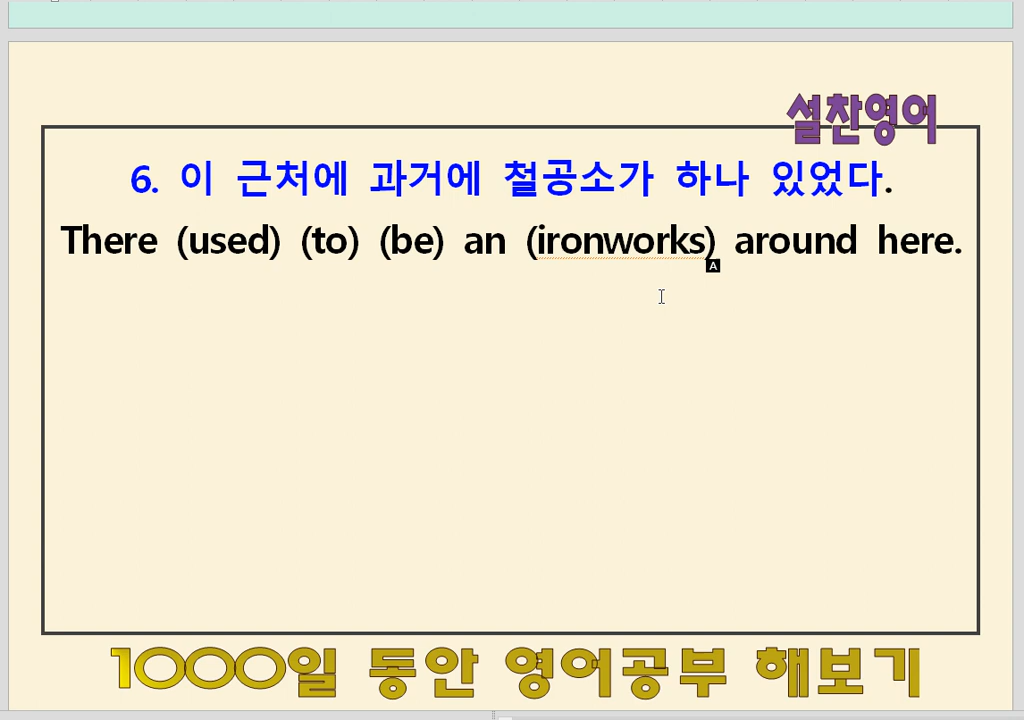 설찬영어
6. 이 근처에 과거에 철공소가 하나 있었다.
There (used) (to) (be) an (ironworks) around here.
A
1000일 동안 영어공부 해보기